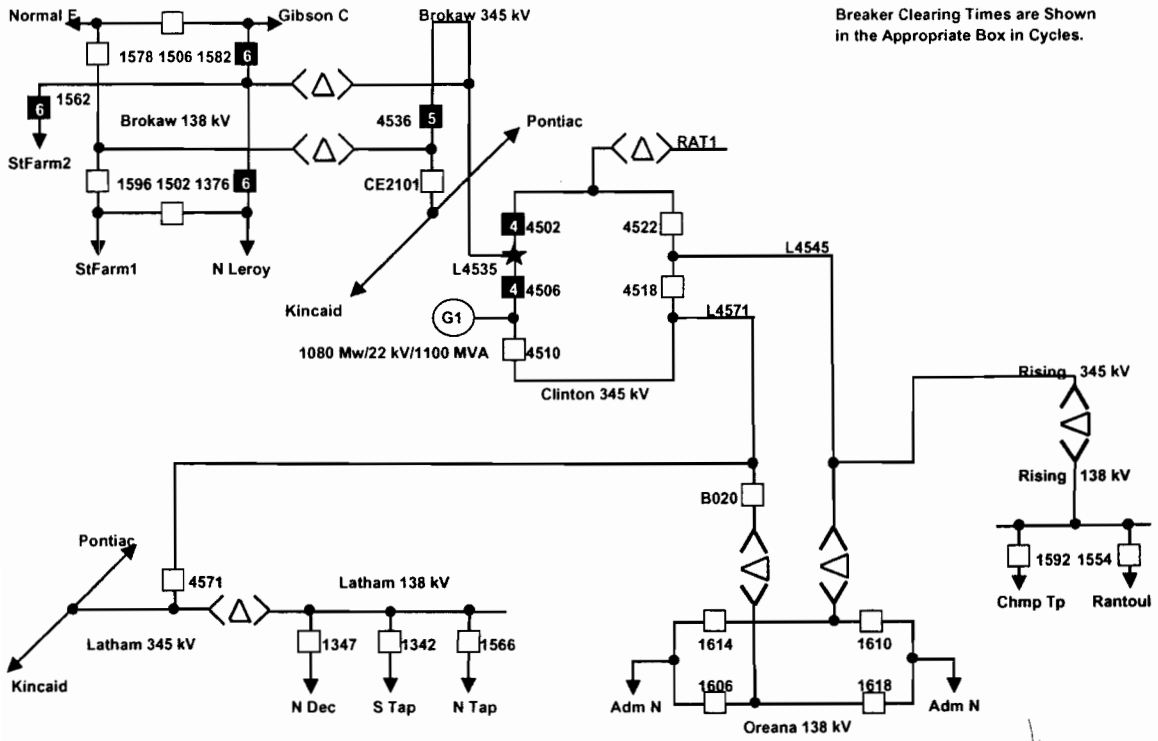 Normal E
Gibson C
Brokaw 345 kV
Breaker Clearing Times are Shown
in the Appropriate Box in Cycles.
1578 1506 1582
6
1562
6
Brokaw 138 kV
StFarm2
4536
5
Pontiac
RAT1
1596 1502 1376
6
CE2101
4
4502
4522
StFarm1
N Leroy
L4535
L4545
4
4506
4518
Kincaid
G1
L4571
1080 Mw/22 kV/1100 MVA
4510
Clinton 345 kV
Rising 345 kV
Rising 138 kV
B020
Pontiac
4571
Latham 138 kV
1592
1554
Chmp Tp
Rantoul
Latham 345 kV
1347
1342
1566
1614
1610
Kincaid
N Dec
S Tap
N Tap
Adm N
1606
1618
Adm N
Oreana 138 kV